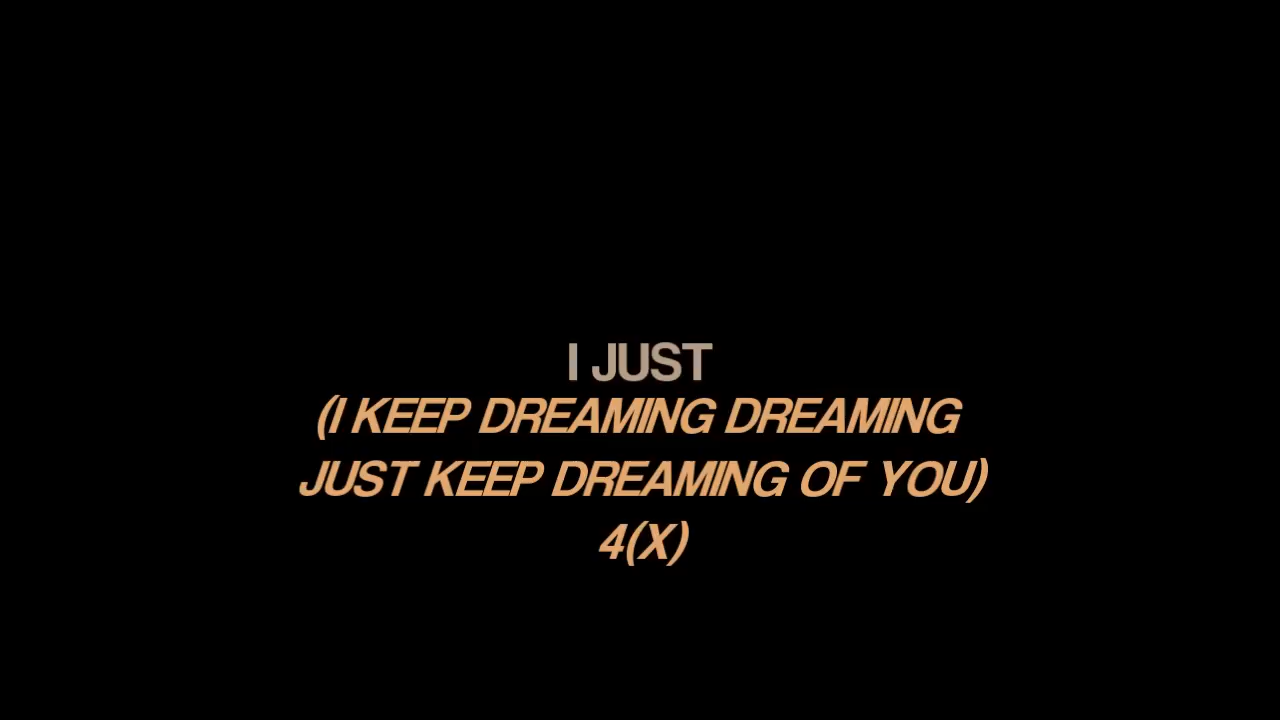 I JUST
(I KEEP DREAMING DREAMING
JUST KEEP DREAMING OF YOU)
4(X)